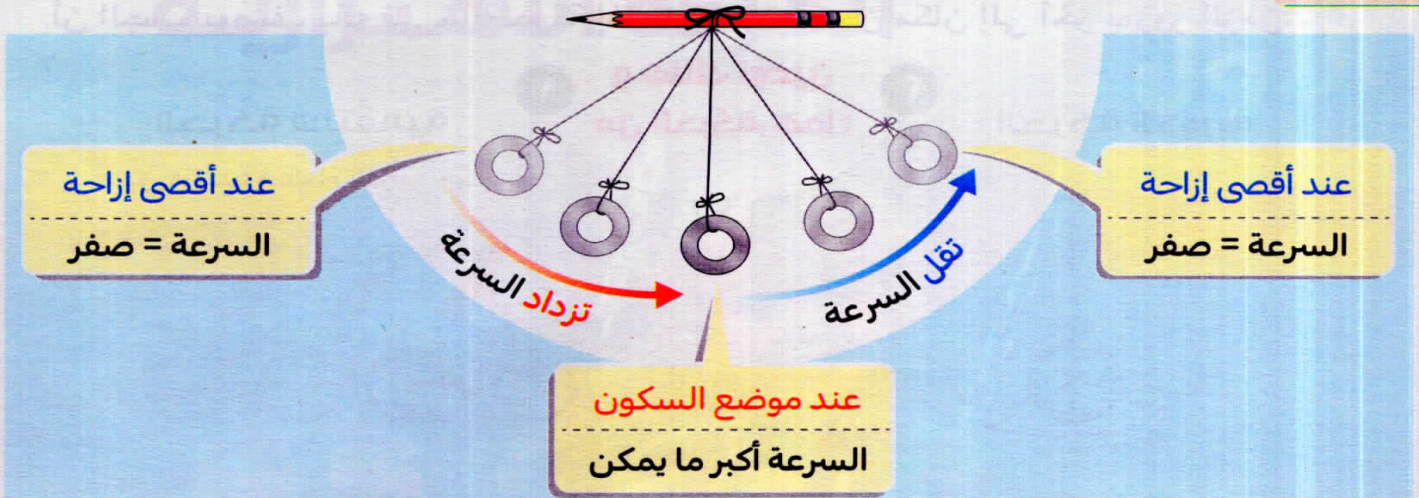 عند أقصى إزاحة
السرعة = صفر
عند أقصى إزاحة
السرعة = صفر
تقل السرعة
تزداد السرعة
عند موضع السكون
السرعة أكبر ما يمكن